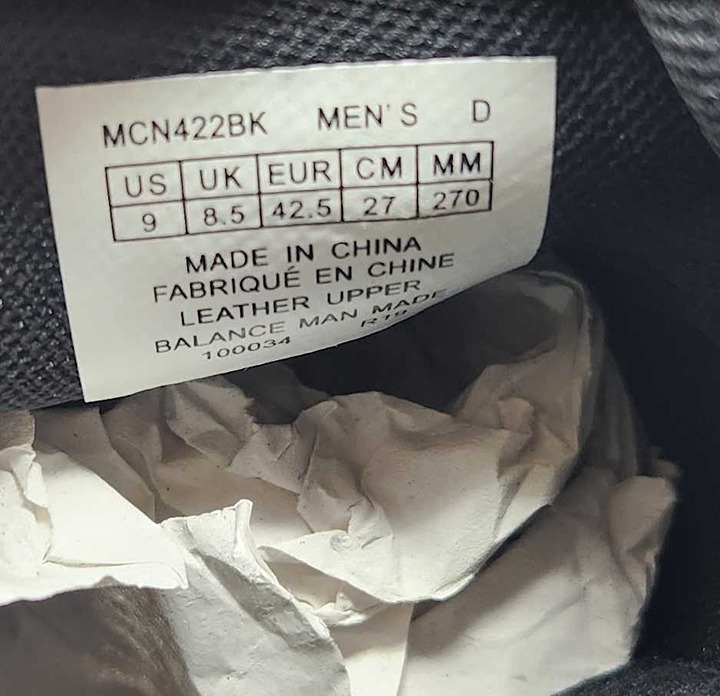 MCN422BK MEN'S D
US UK EUR CM MM
9 8.5 42.5 27 270
MADE IN CHINA
FABRIQUÉ EN CHINE
LEATHER UPPER
BALANCE MAN MADE
100034